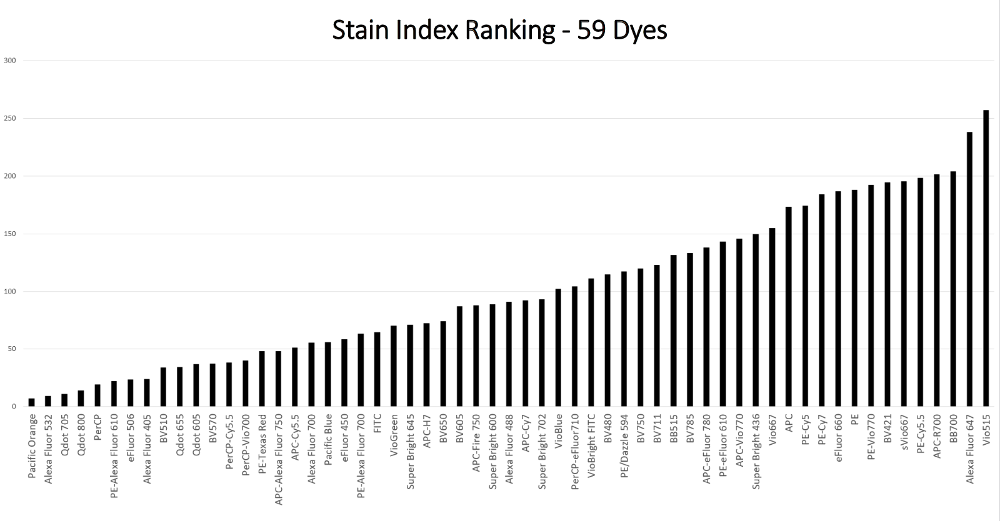 Stain Index Ranking - 59 Dyes
300
250
200
150
100
50
0
Pacific Orange
Alexa Fluor 532
Qdot 705
Qdot 800
PerCP
PE-Alexa Fluor 610
eFluor 506
Alexa Fluor 405
BV510
Qdot 655
Qdot 605
BV570
PerCP-Cy5.5
PerCP-Vio700
PE-Texas Red
APC-Alexa Fluor 750
APC-Cy5.5
Alexa Fluor 700
Pacific Blue
eFluor 450
PE-Alexa Fluor 700
FITC
VioGreen
Super Bright 645
APC-H7
BV650
BV605
APC-Fire 750
Super Bright 600
Alexa Fluor 488
APC-Cy7
Super Bright 702
VioBlue
PerCP-eFluor710
VioBright FITC
BV480
PE/Dazzle 594
BV750
BV711
BB515
BV785
APC-eFluor 780
PE-eFluor 610
APC-Vio770
Super Bright 436
Vio667
APC
PE-Cy5
PE-Cy7
eFluor 660
PE
PE-Vio770
BV421
sVio667
PE-Cy5.5
APC-R700
BB700
Alexa Fluor 647
Vio515